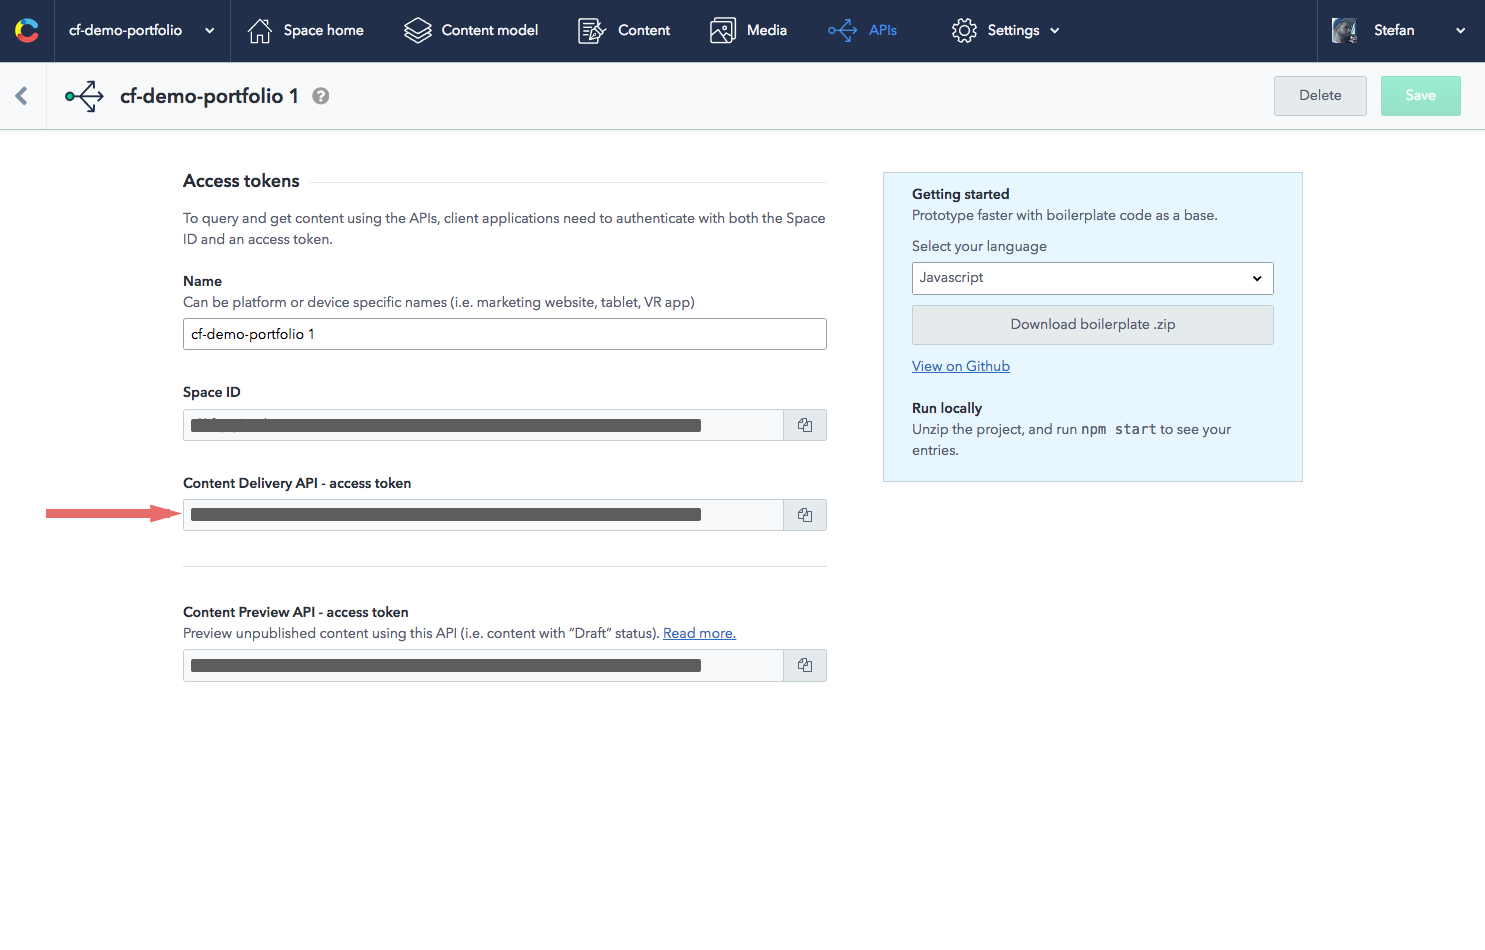 cf-demo-portfolio
Space home
Content model
Content
Media
APIs
Settings
Stefan
cf-demo-portfolio 1
?
Delete
Save
Access tokens
To query and get content using the APIs, client applications need to authenticate with both the Space
ID and an access token.
Name
Can be platform or device specific names (i.e. marketing website, tablet, VR app)
cf-demo-portfolio 1
Space ID
Content Delivery API - access token
Content Preview API - access token
Preview unpublished content using this API (i.e. content with “Draft” status). Read more.
Getting started
Prototype faster with boilerplate code as a base.
Select your language
Javascript
Download boilerplate .zip
View on Github
Run locally
Unzip the project, and run npm start to see your
entries.